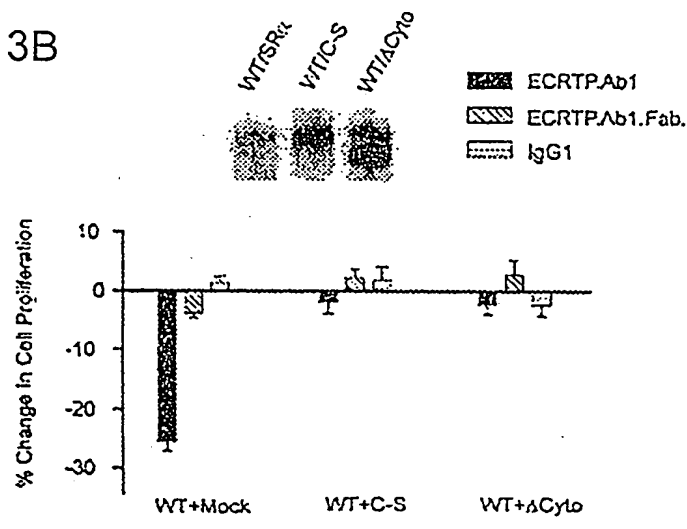 3B
WT/SRα
WT/C-S
WT/ΔCyto
ECRTP.Ab1
ECRTP.Ab1.Fab.
IgG1
% Change in Cell Proliferation
10
0
-10
-20
-30
WT+Mock
WT+C-S
WT+ΔCyto